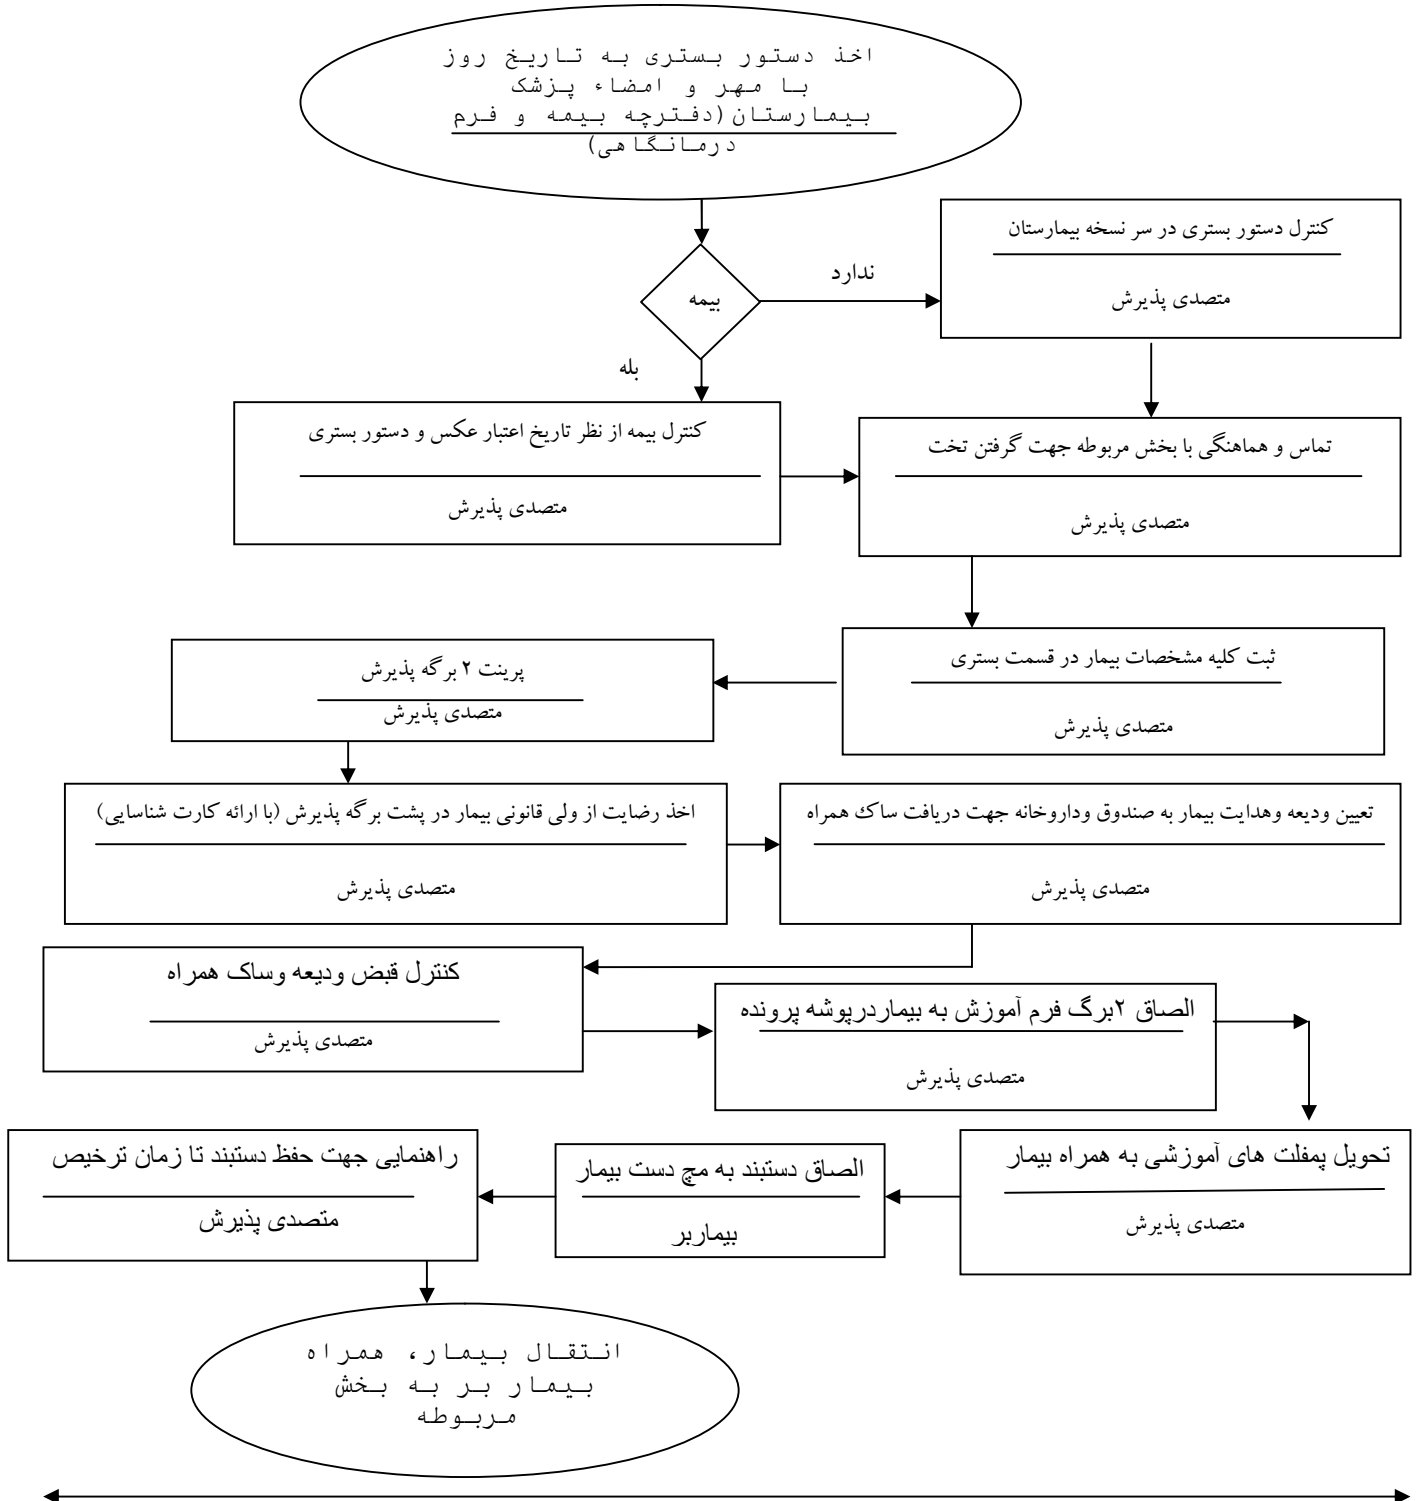 اخذ دستور بستری به تاریخ روز
با مهر و امضاء پزشک
بیمارستان(دفترچه بیمه و فرم
درمانگاهی)
کنترل دستور بستری در سر نسخه بیمارستان
متصدی پذیرش
ندارد
بیمه
بله
کنترل بیمه از نظر تاریخ اعتبار عکس و دستور بستری
متصدی پذیرش
تماس و هماهنگی با بخش مربوطه جهت گرفتن تخت
متصدی پذیرش
ثبت کلیه مشخصات بیمار در قسمت بستری
متصدی پذیرش
پرینت ۲ برگه پذیرش
متصدی پذیرش
اخذ رضایت از ولی قانونی بیمار در پشت برگه پذیرش (با ارائه کارت شناسایی)
متصدی پذیرش
تعیین ودیعه وهدایت بیمار به صندوق وداروخانه جهت دریافت ساک همراه
متصدی پذیرش
کنترل قبض ودیعه وساک همراه
متصدی پذیرش
الصاق ۲برگ فرم آموزش به بیماردرپوشه پرونده
متصدی پذیرش
تحویل پمفلت های آموزشی به همراه بیمار
متصدی پذیرش
الصاق دستبند به مچ دست بیمار
بیماربر
راهنمایی جهت حفظ دستبند تا زمان ترخیص
متصدی پذیرش
انتقال بیمار، همراه
بیمار بر به بخش
مربوطه